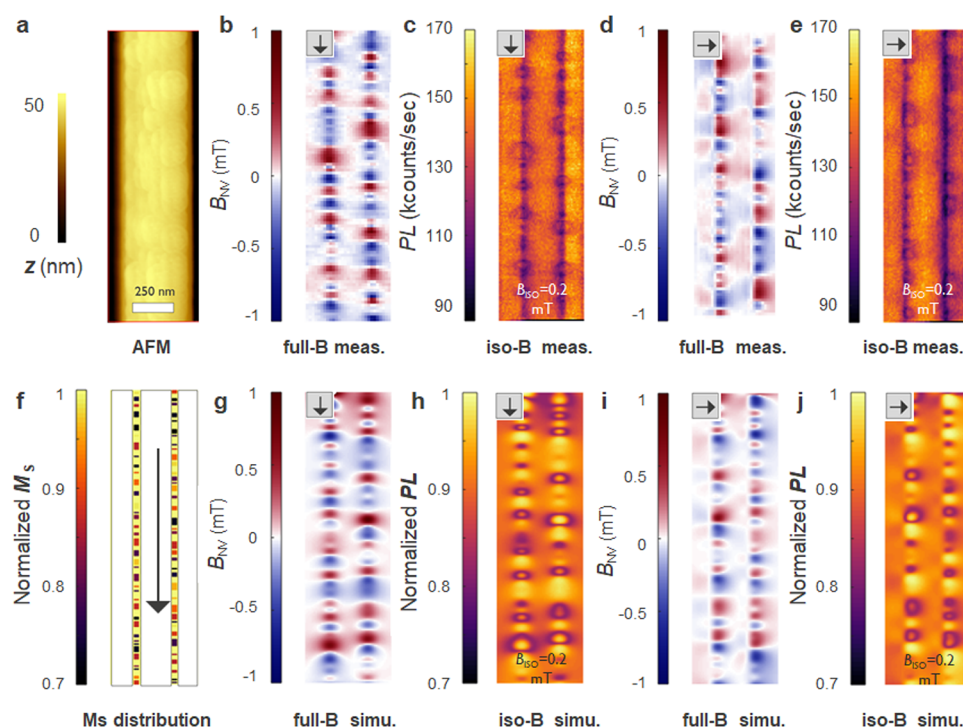 a
b
c
d
e
50
0
z (nm)
250 nm
AFM
1
0.5
0
-0.5
-1
B_NV (mT)
full-B meas.
170
150
130
110
90
PL (kcounts/sec)
B_ISO=0.2
mT
iso-B meas.
1
0.5
0
-0.5
-1
B_NV (mT)
full-B meas.
170
150
130
110
90
PL (kcounts/sec)
B_ISO=0.2
mT
iso-B meas.
f
g
h
i
j
1
0.9
0.8
0.7
Normalized M_s
Ms distribution
1
0.5
0
-0.5
-1
B_NV (mT)
full-B simu.
1
0.9
0.8
0.7
Normalized PL
B_ISO=0.2
mT
iso-B simu.
1
0.5
0
-0.5
-1
B_NV (mT)
full-B simu.
1
0.9
0.8
0.7
Normalized PL
B_ISO=0.2
mT
iso-B simu.